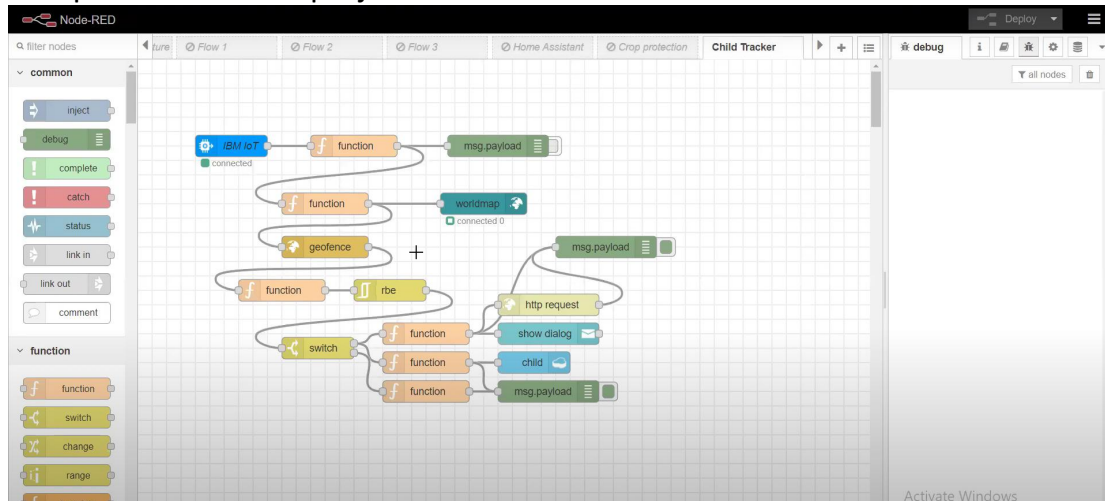 Node-RED
Deploy
filter nodes
ture
Flow 1
Flow 2
Flow 3
Home Assistant
Crop protection
Child Tracker
debug
i
all nodes
common
inject
debug
complete
catch
status
link in
link out
comment
function
function
switch
change
range
IBM IoT
connected
function
msg.payload
function
worldmap
connected 0
geofence
msg.payload
function
rbe
http request
function
show dialog
switch
function
child
function
msg.payload
Activate Windows